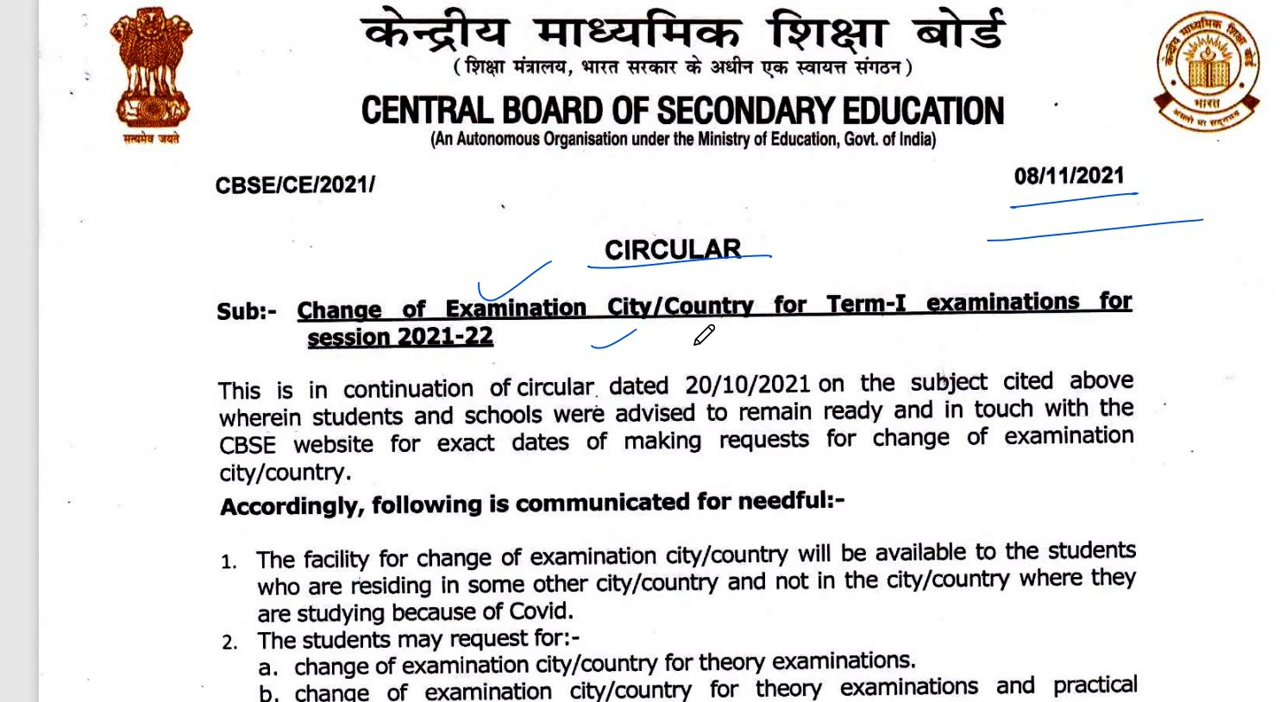 केन्द्रीय माध्यमिक शिक्षा बोर्ड
(शिक्षा मंत्रालय, भारत सरकार के अधीन एक स्वायत्त संगठन)
CENTRAL BOARD OF SECONDARY EDUCATION
(An Autonomous Organisation under the Ministry of Education, Govt. of India)
सत्यमेव जयते
केन्द्रीय माध्यमिक शिक्षा बोर्ड
भारत
असतो मा सद्गमय
CBSE/CE/2021/
08/11/2021
CIRCULAR
Sub:- Change of Examination City/Country for Term-I examinations for
session 2021-22
This is in continuation of circular dated 20/10/2021 on the subject cited above
wherein students and schools were advised to remain ready and in touch with the
CBSE website for exact dates of making requests for change of examination
city/country.
Accordingly, following is communicated for needful:-
1. The facility for change of examination city/country will be available to the students
who are residing in some other city/country and not in the city/country where they
are studying because of Covid.
2. The students may request for:-
a. change of examination city/country for theory examinations.
b. change of examination city/country for theory examinations and practical